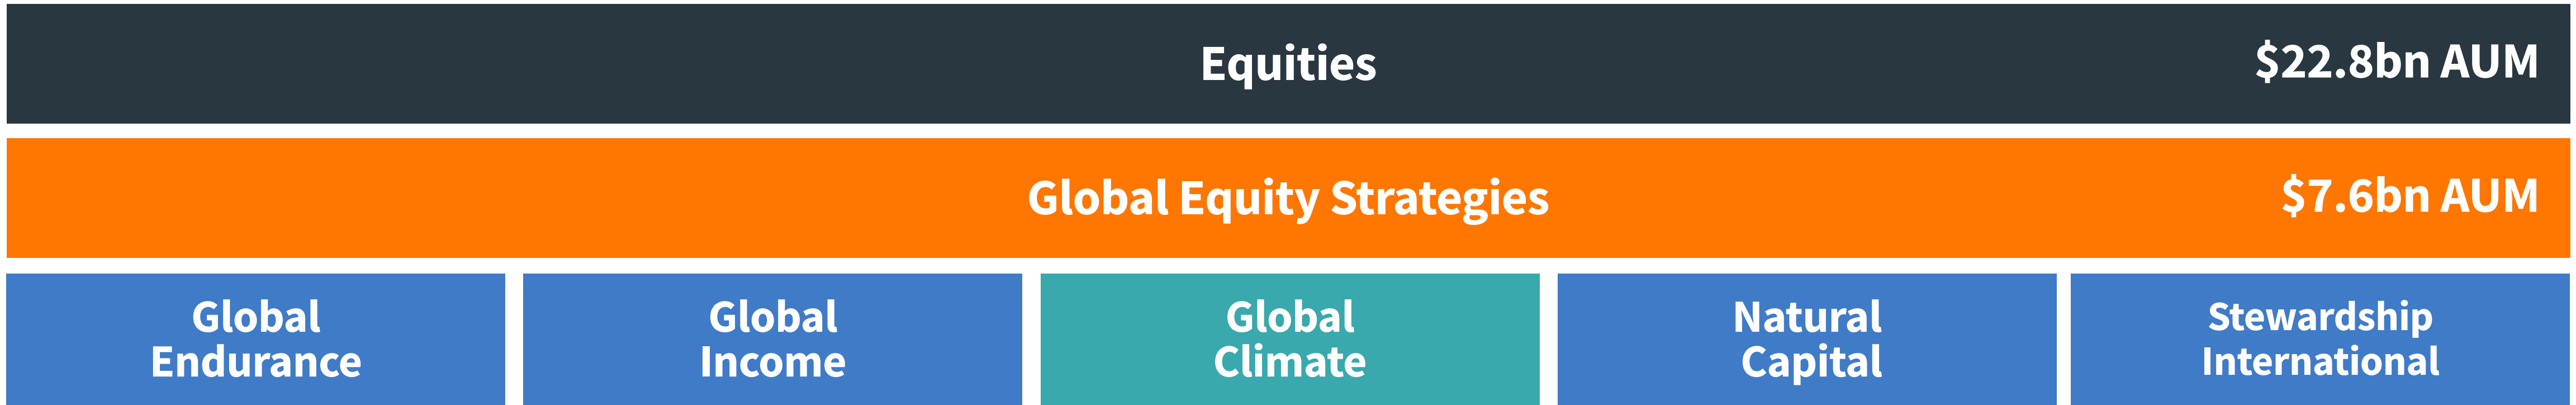 Equities $22.8bn AUM
Global Equity Strategies $7.6bn AUM
Global
Endurance
Global
Income
Global
Climate
Natural
Capital
Stewardship
International